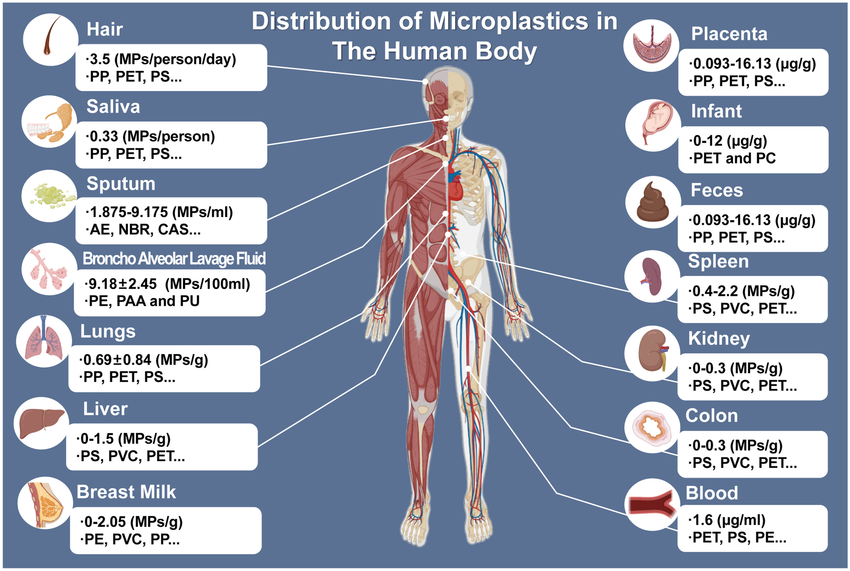 Distribution of Microplastics in
The Human Body
Hair
·3.5 (MPs/person/day)
·PP, PET, PS...
Saliva
·0.33 (MPs/person)
·PP, PET, PS...
Sputum
·1.875-9.175 (MPs/ml)
·AE, NBR, CAS...
Broncho Alveolar Lavage Fluid
·9.18±2.45 (MPs/100ml)
·PE, PAA and PU
Lungs
·0.69±0.84 (MPs/g)
·PP, PET, PS...
Liver
·0-1.5 (MPs/g)
·PS, PVC, PET...
Breast Milk
·0-2.05 (MPs/g)
·PE, PVC, PP...
Placenta
·0.093-16.13 (μg/g)
·PP, PET, PS...
Infant
·0-12 (μg/g)
·PET and PC
Feces
·0.093-16.13 (μg/g)
·PP, PET, PS...
Spleen
·0.4-2.2 (MPs/g)
·PS, PVC, PET...
Kidney
·0-0.3 (MPs/g)
·PS, PVC, PET...
Colon
·0-0.3 (MPs/g)
·PS, PVC, PET...
Blood
·1.6 (μg/ml)
·PET, PS, PE...